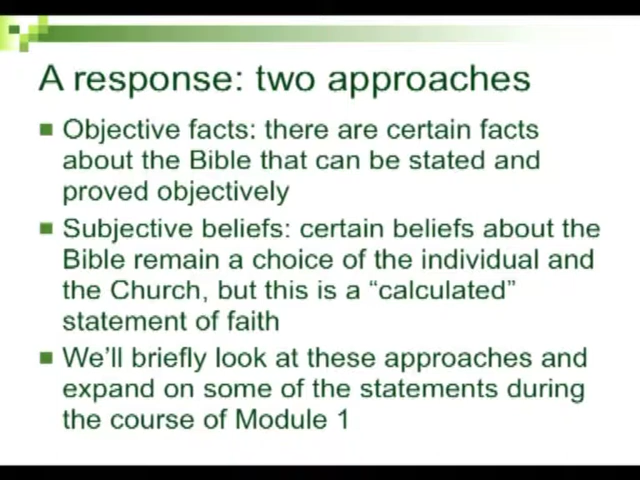 A response: two approaches
Objective facts: there are certain facts
about the Bible that can be stated and
proved objectively
Subjective beliefs: certain beliefs about the
Bible remain a choice of the individual and
the Church, but this is a “calculated”
statement of faith
We’ll briefly look at these approaches and
expand on some of the statements during
the course of Module 1